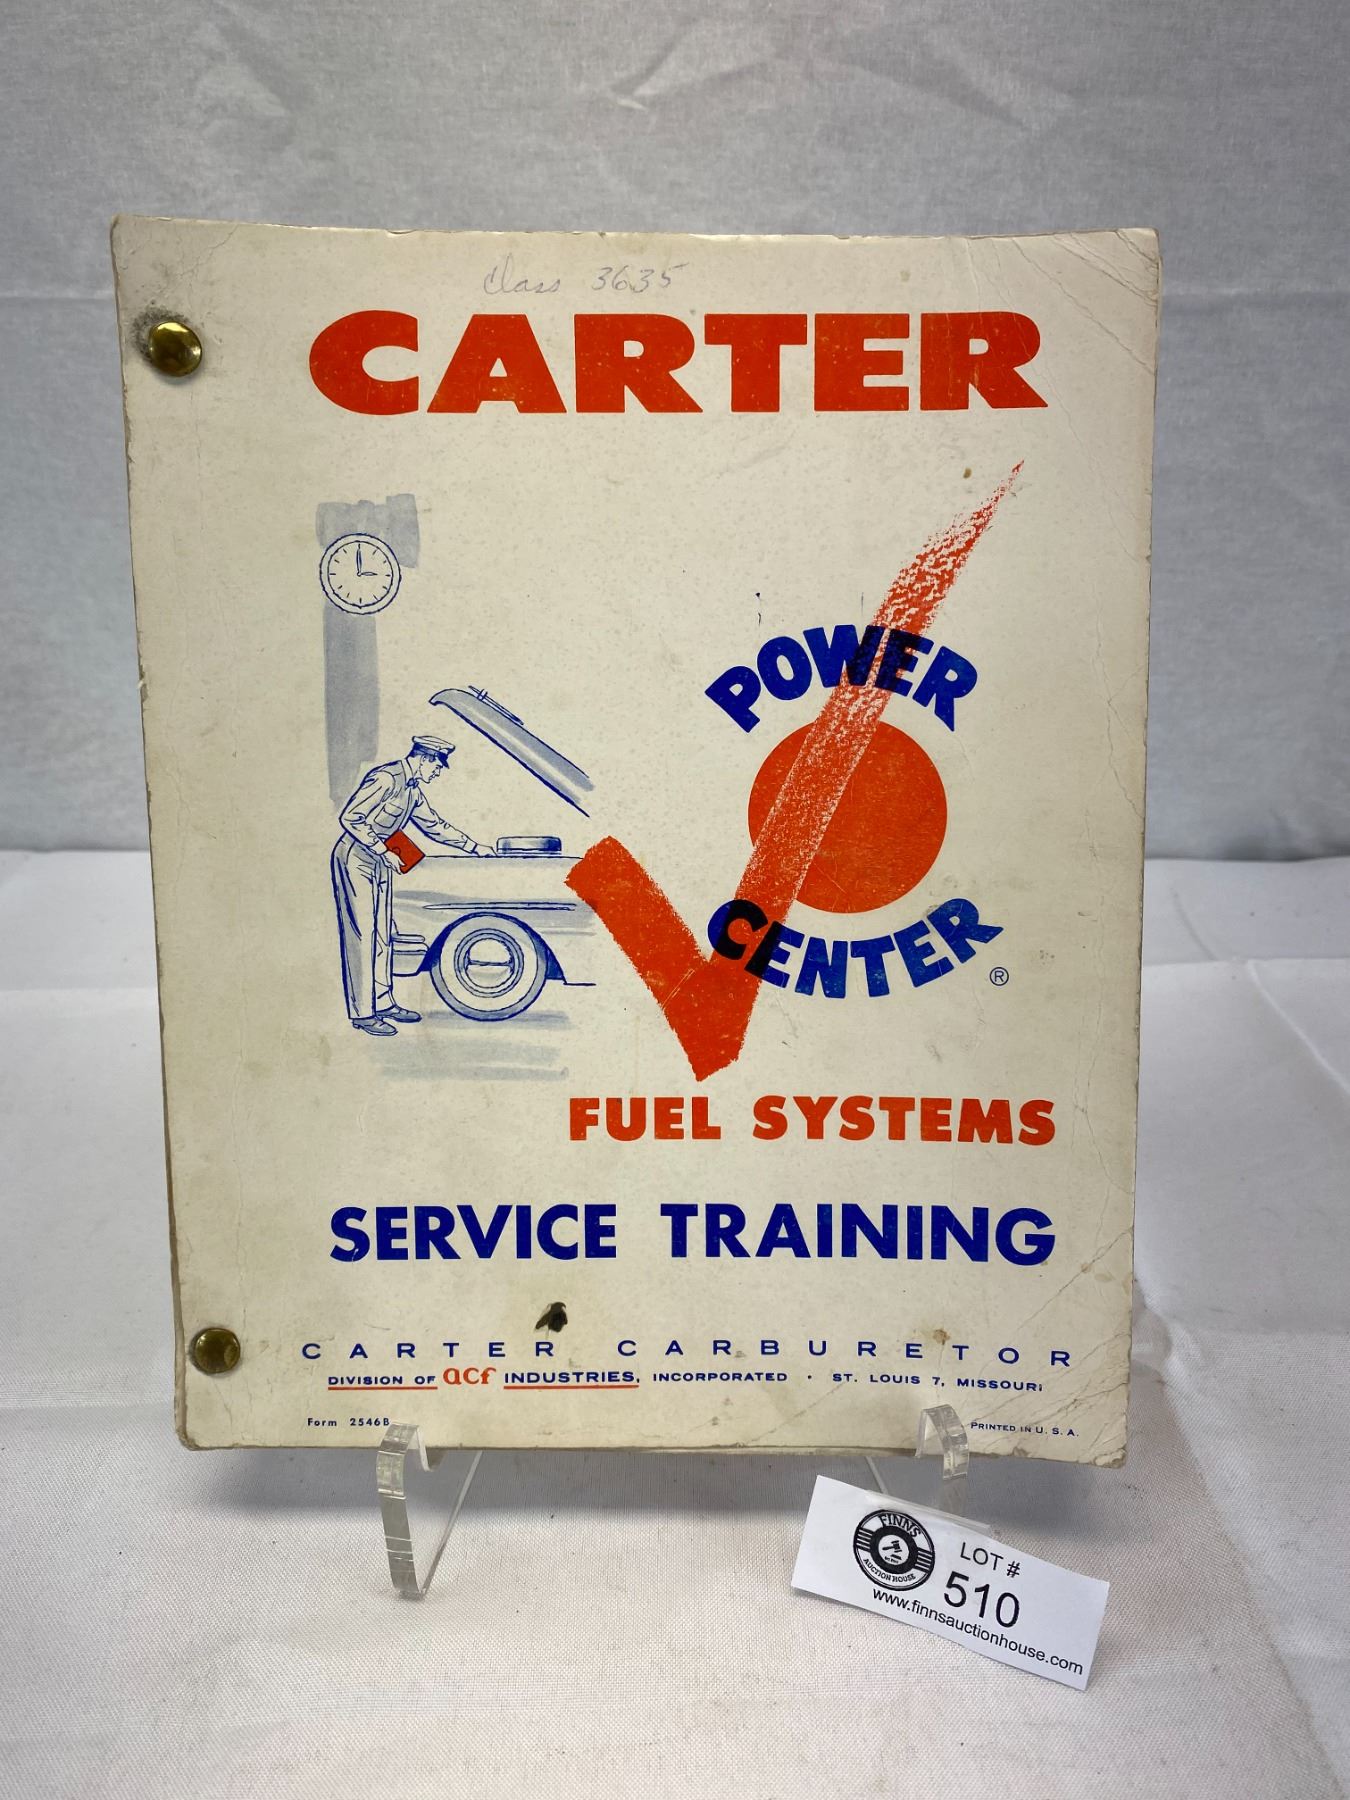 Class 3635
CARTER
POWER
CENTER
®
FUEL SYSTEMS
SERVICE TRAINING
CARTER CARBURETOR
DIVISION OF acf INDUSTRIES, INCORPORATED • ST. LOUIS 7, MISSOURI
Form 2546B
PRINTED IN U. S. A.
FINNS
AUCTION HOUSE
LOT #
510
www.finnsauctionhouse.com